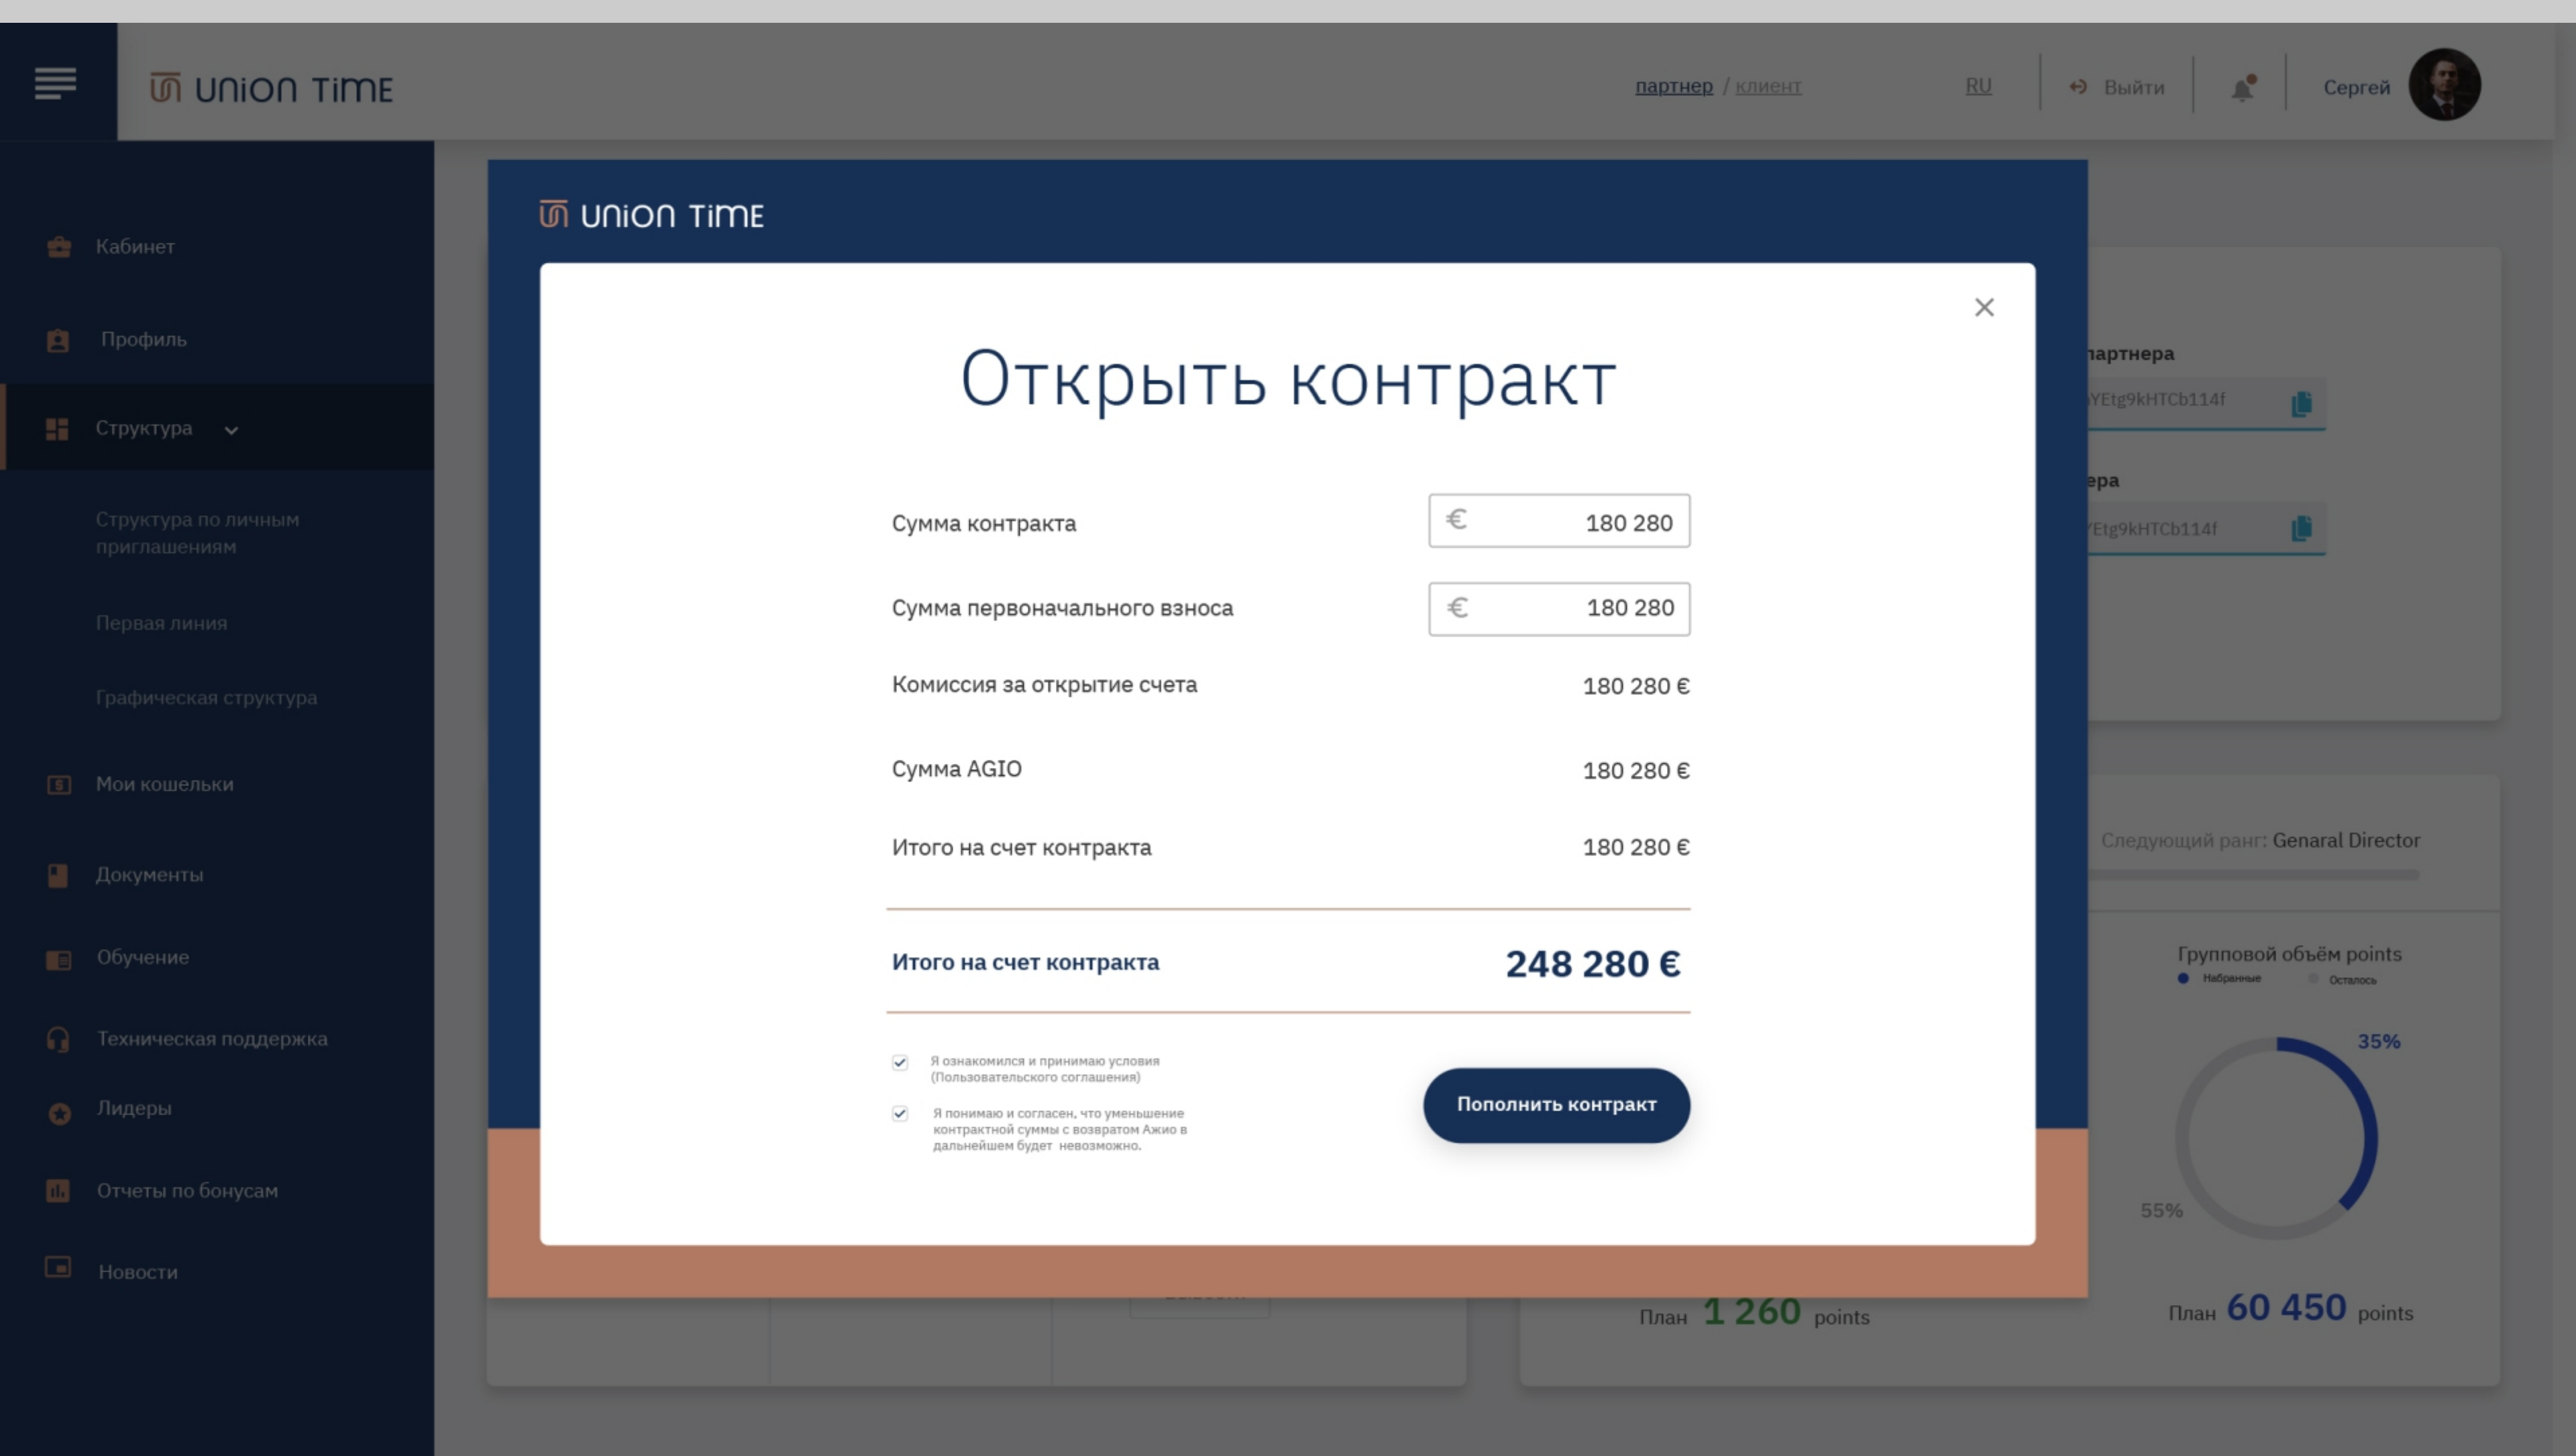 UNION TIME
партнер / клиент
RU
Выйти
Сергей
Кабинет
Профиль
Структура
Структура по личным
приглашениям
Первая линия
Графическая структура
Мои кошельки
Документы
Обучение
Техническая поддержка
Лидеры
Отчеты по бонусам
Новости
UNION TIME
Открыть контракт
Сумма контракта € 180 280
Сумма первоначального взноса € 180 280
Комиссия за открытие счета 180 280 €
Сумма AGIO 180 280 €
Итого на счет контракта 180 280 €
Итого на счет контракта 248 280 €
Я ознакомился и принимаю условия
(Пользовательского соглашения)
Я понимаю и согласен, что уменьшение
контрактной суммы с возвратом Ажио в
дальнейшем будет невозможно.
Пополнить контракт
партнера
YEtg9kHTCb114f
ера
Etg9kHTCb114f
Следующий ранг: Genaral Director
Групповой объём points
Набранные Осталось
35%
55%
План 1 260 points
План 60 450 points